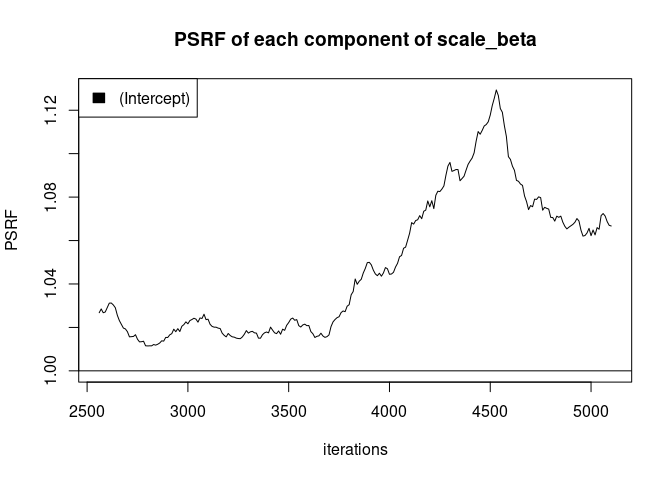 PSRF of each component of scale_beta
(Intercept)
PSRF
1.12
1.08
1.04
1.00
2500 3000 3500 4000 4500 5000
iterations